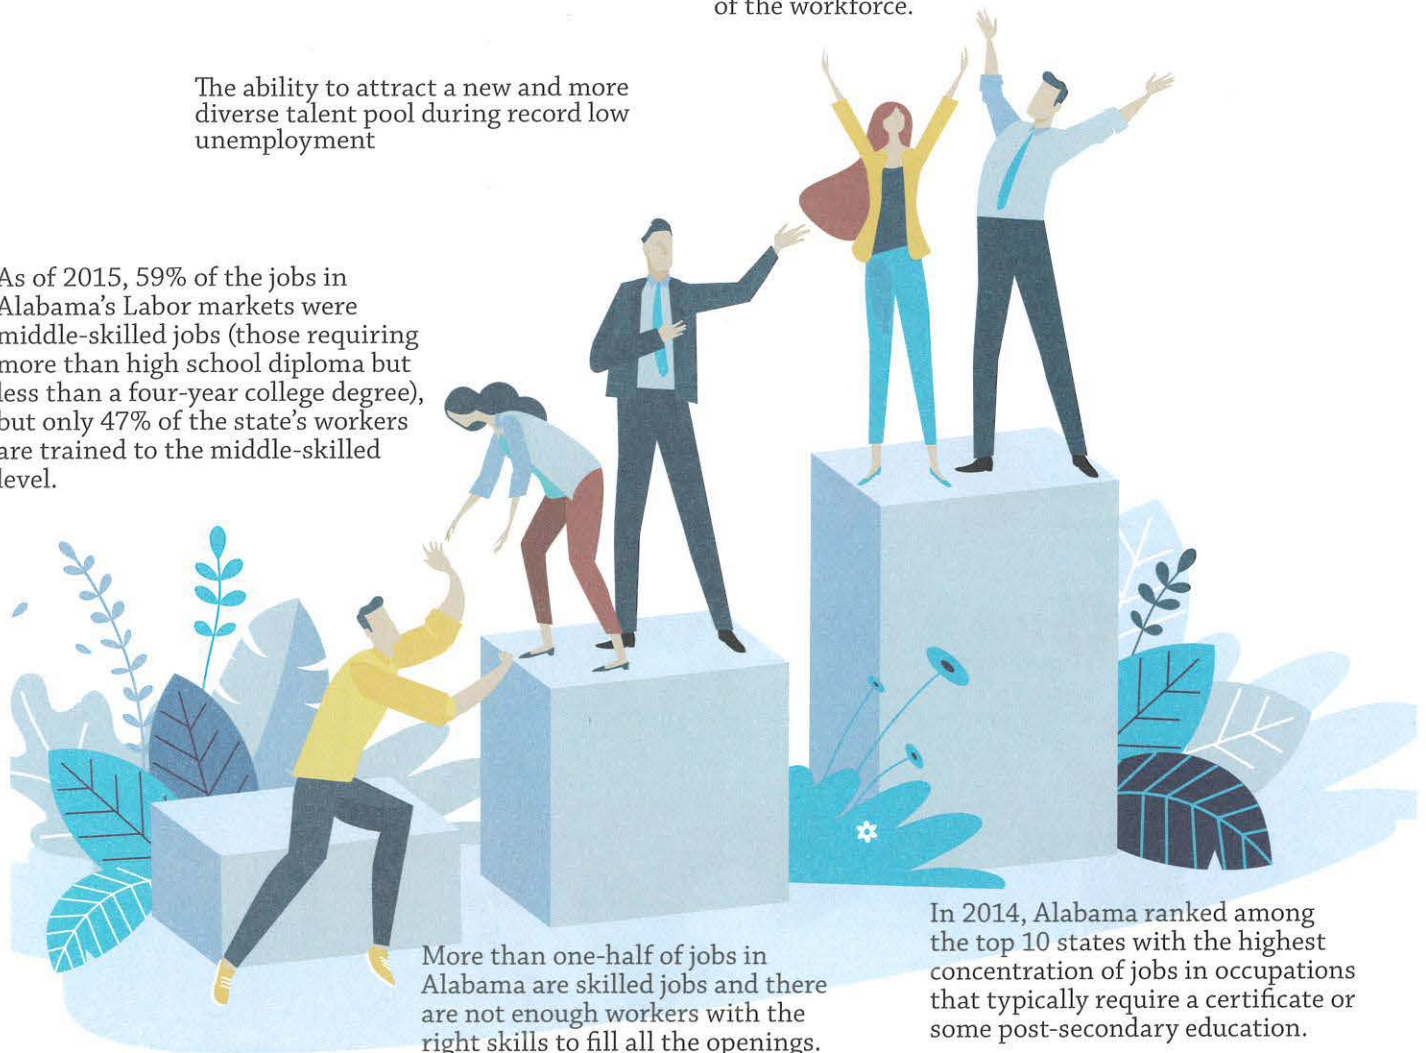 of the workforce.
The ability to attract a new and more
diverse talent pool during record low
unemployment
As of 2015, 59% of the jobs in
Alabama's Labor markets were
middle-skilled jobs (those requiring
more than high school diploma but
less than a four-year college degree),
but only 47% of the state's workers
are trained to the middle-skilled
level.
More than one-half of jobs in
Alabama are skilled jobs and there
are not enough workers with the
right skills to fill all the openings.
In 2014, Alabama ranked among
the top 10 states with the highest
concentration of jobs in occupations
that typically require a certificate or
some post-secondary education.